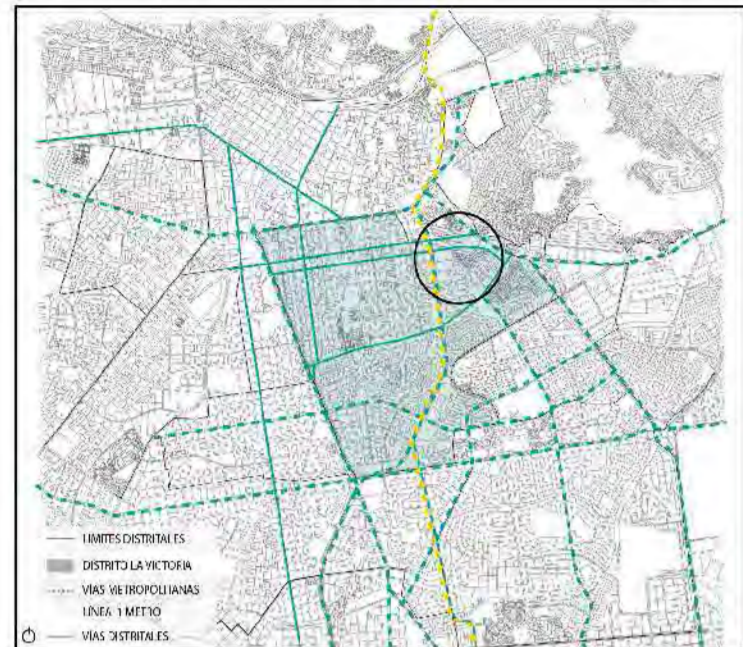 LIMITES DISTRITALES
DISTRITO LA VICTORIA
VÍAS METROPOLITANAS
LÍNEA 1 METRO
VÍAS DISTRITALES